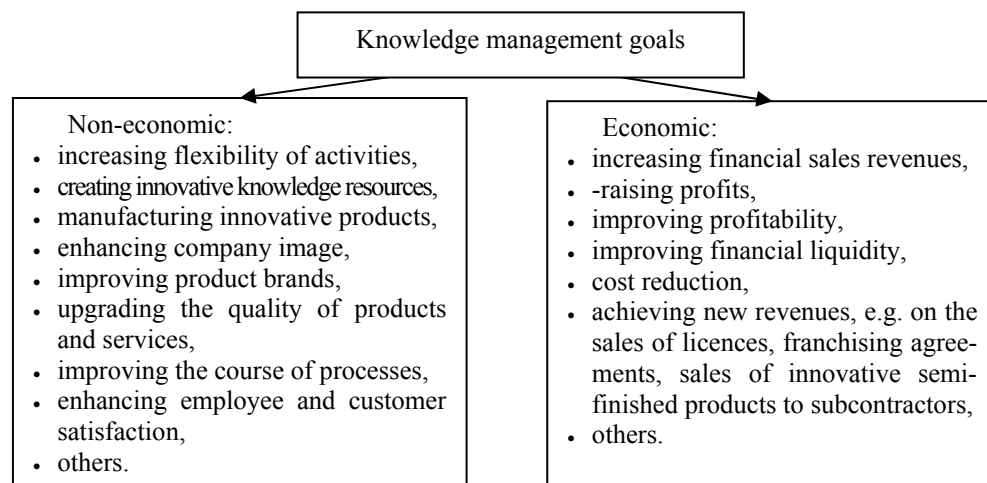 Knowledge management goals
Non-economic:
• increasing flexibility of activities,
• creating innovative knowledge resources,
• manufacturing innovative products,
• enhancing company image,
• improving product brands,
• upgrading the quality of products
and services,
• improving the course of processes,
• enhancing employee and customer
satisfaction,
• others.
Economic:
• increasing financial sales revenues,
• -raising profits,
• improving profitability,
• improving financial liquidity,
• cost reduction,
• achieving new revenues, e.g. on the
sales of licences, franchising agree-
ments, sales of innovative semi-
finished products to subcontractors,
• others.